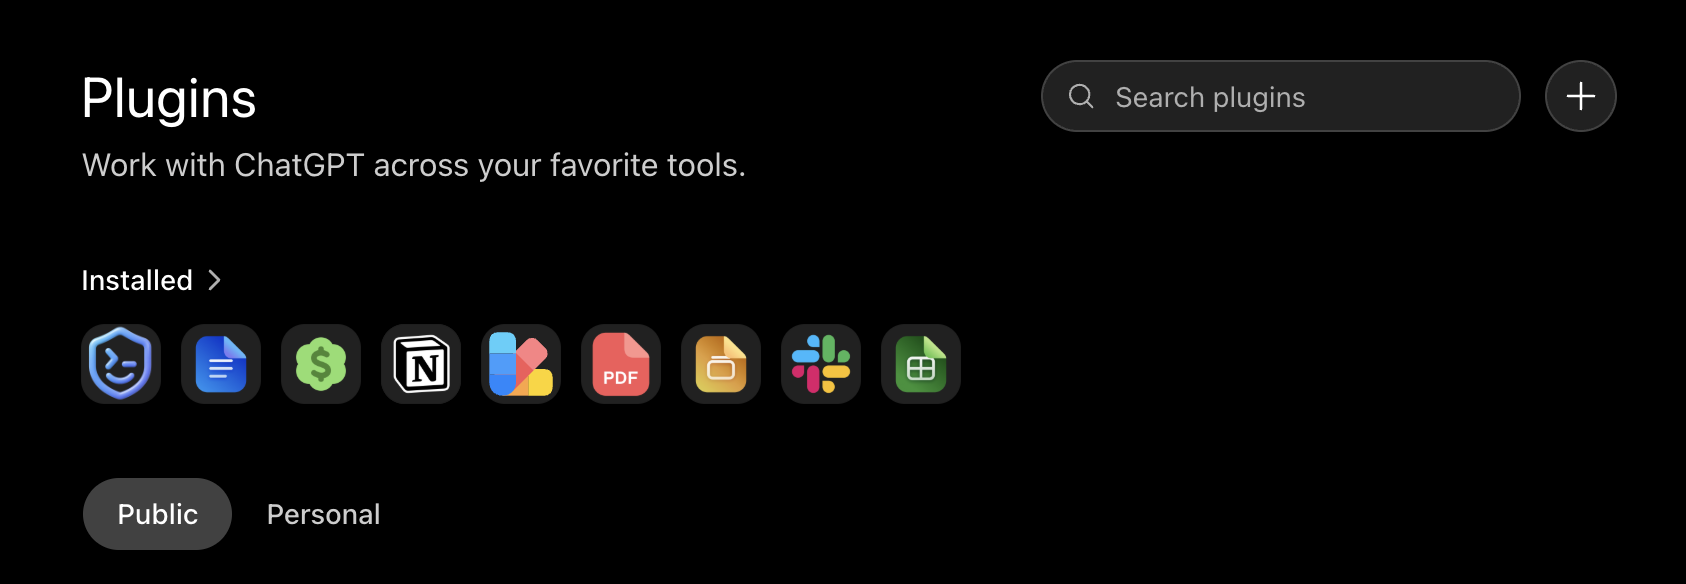 Plugins
Search plugins
Work with ChatGPT across your favorite tools.
Installed
N
PDF
Public
Personal